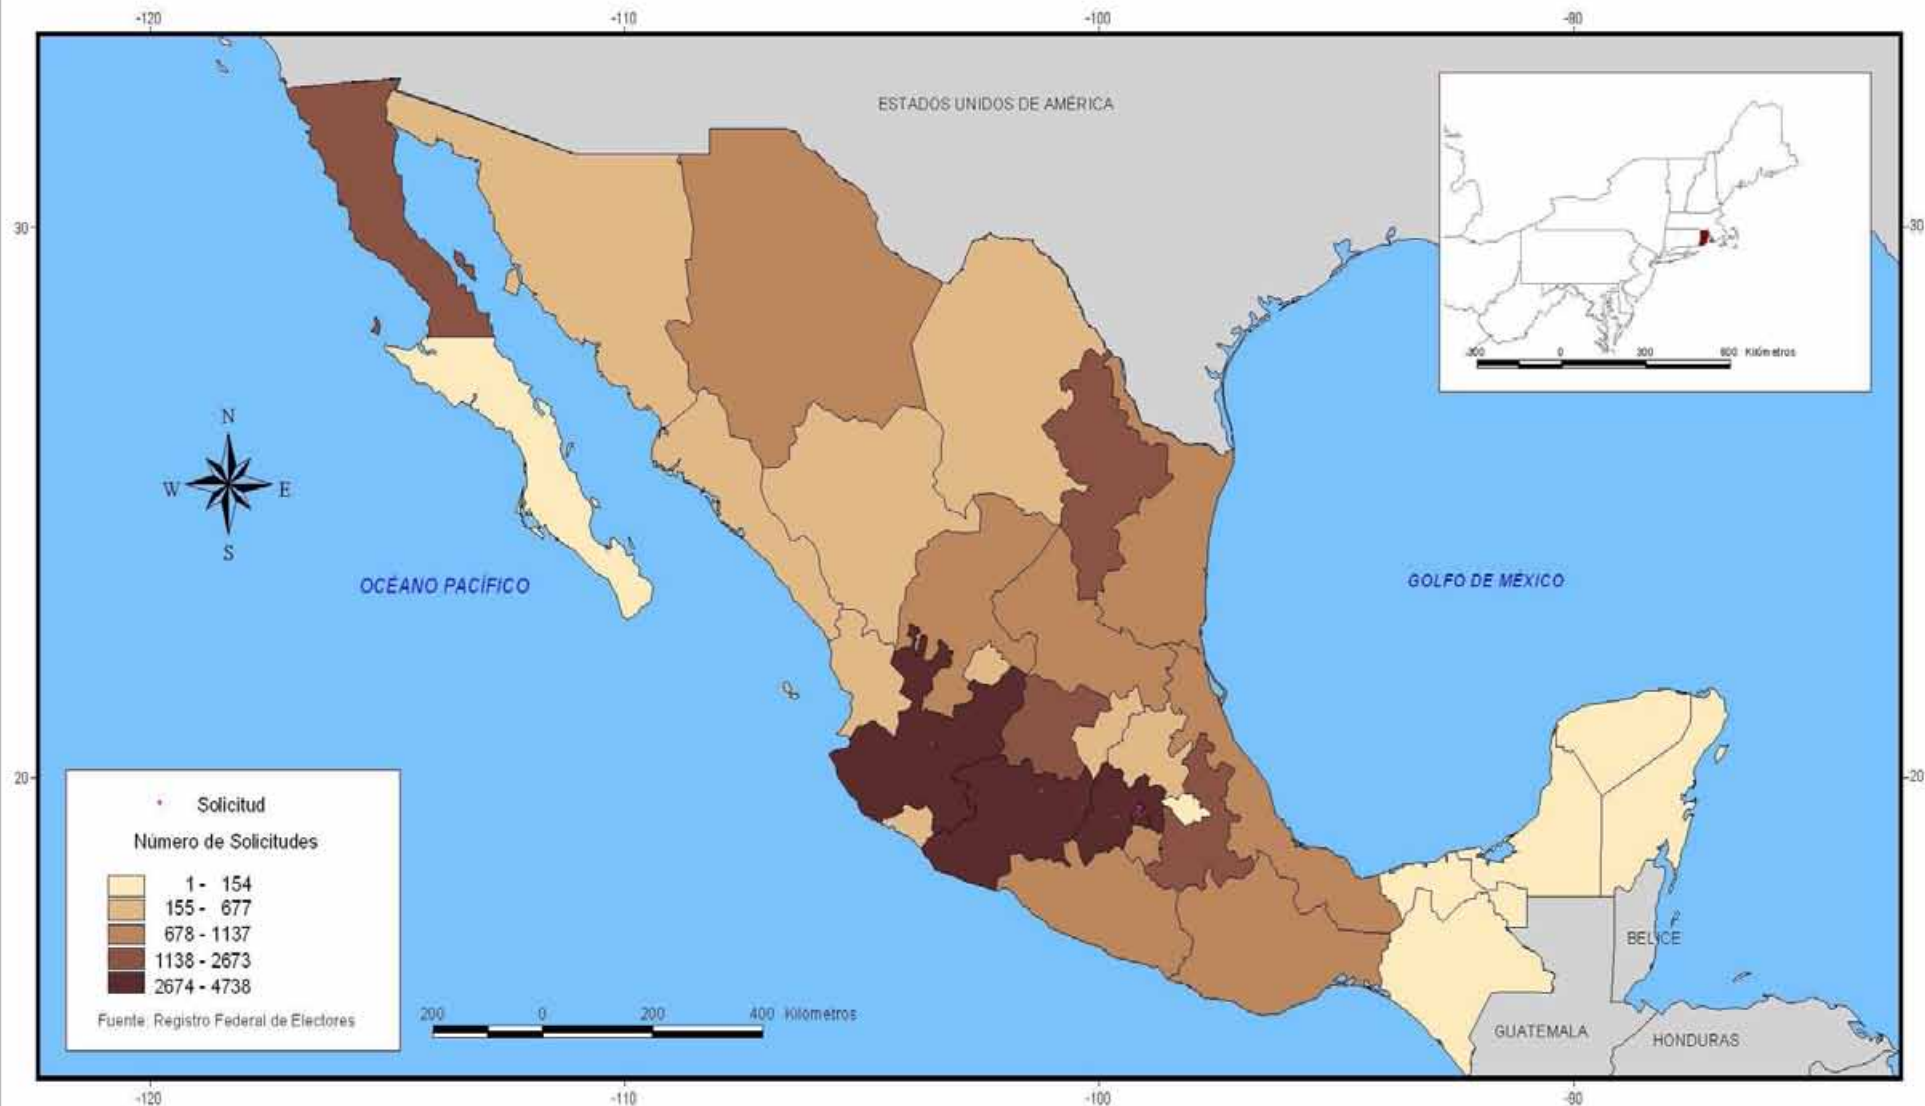 -120 -110 -100 -90
ESTADOS UNIDOS DE AMÉRICA
30 30
300 0 300 600 Kilómetros
N
W E
S
OCÉANO PACÍFICO
GOLFO DE MÉXICO
20 20
Solicitud
Número de Solicitudes
1 - 154
155 - 677
678 - 1137
1138 - 2673
2674 - 4738
Fuente: Registro Federal de Electores
200 0 200 400 Kilómetros
BELICE
GUATEMALA
HONDURAS
-120 -110 -100 -90